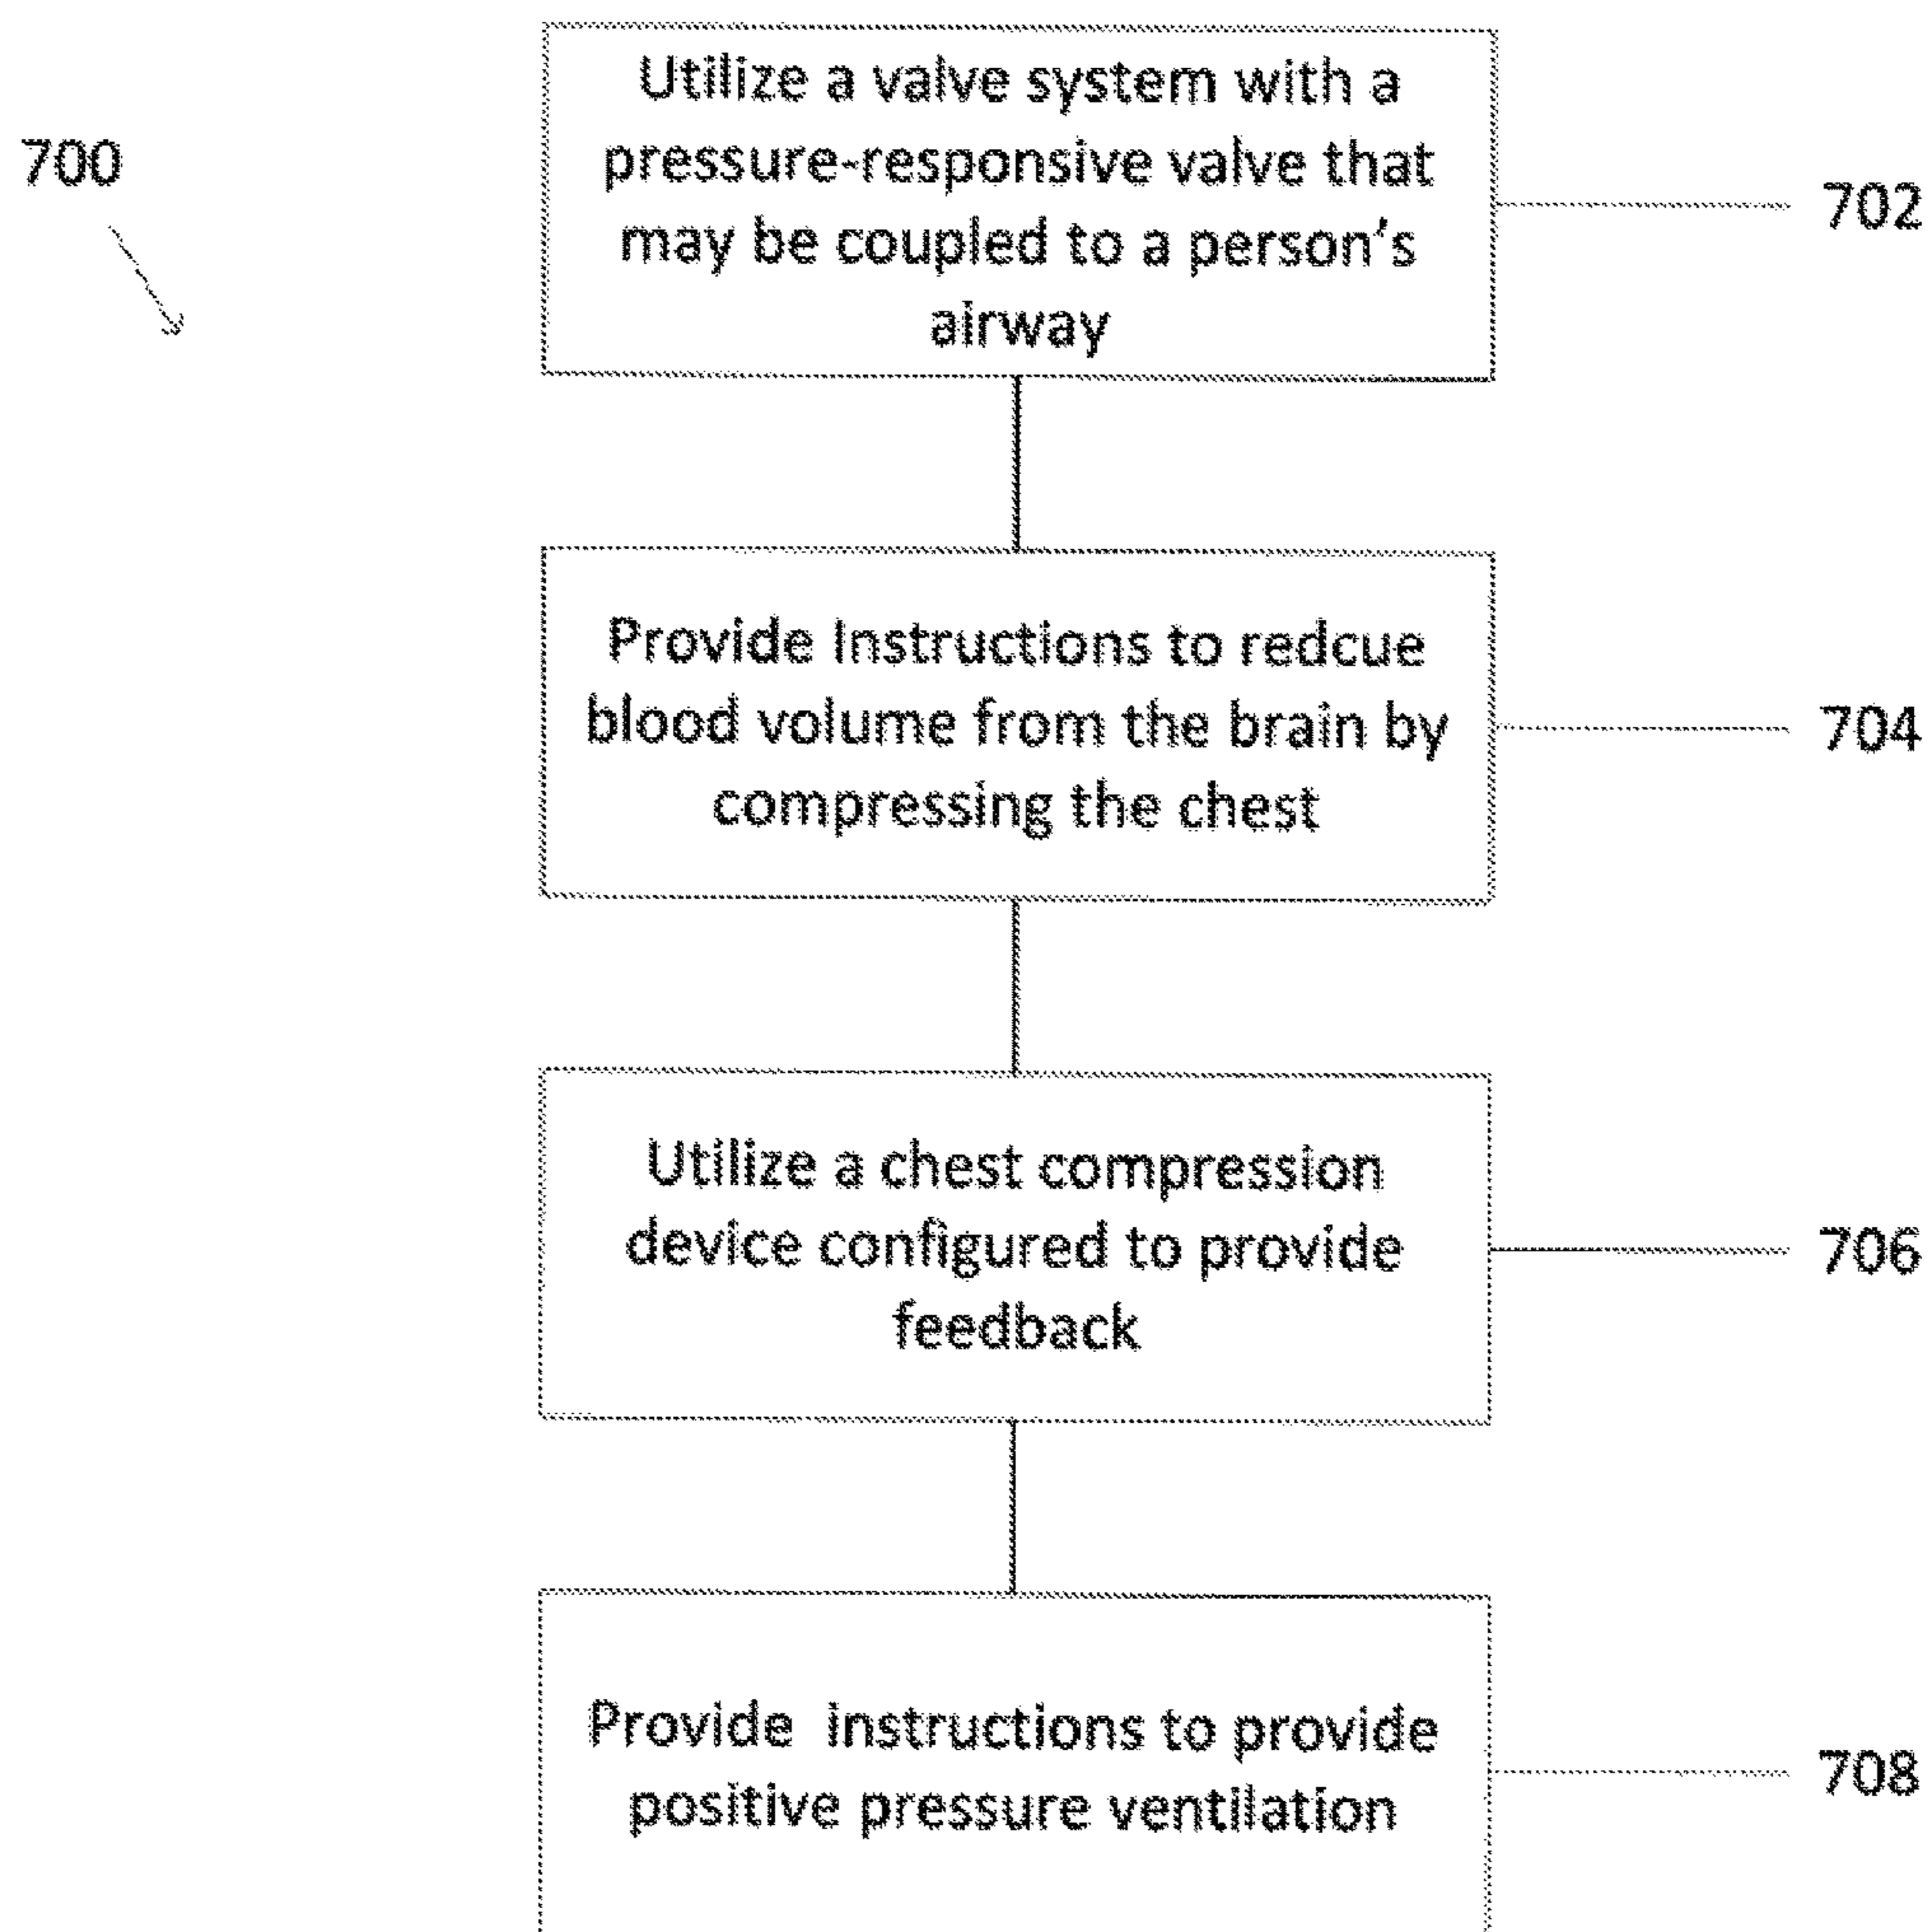 700
Utilize a valve system with a
pressure-responsive valve that
may be coupled to a person's
airway
702
Provide Instructions to redcue
blood volume from the brain by
compressing the chest
704
Utilize a chest compression
device configured to provide
feedback
706
Provide instructions to provide
positive pressure ventilation
708